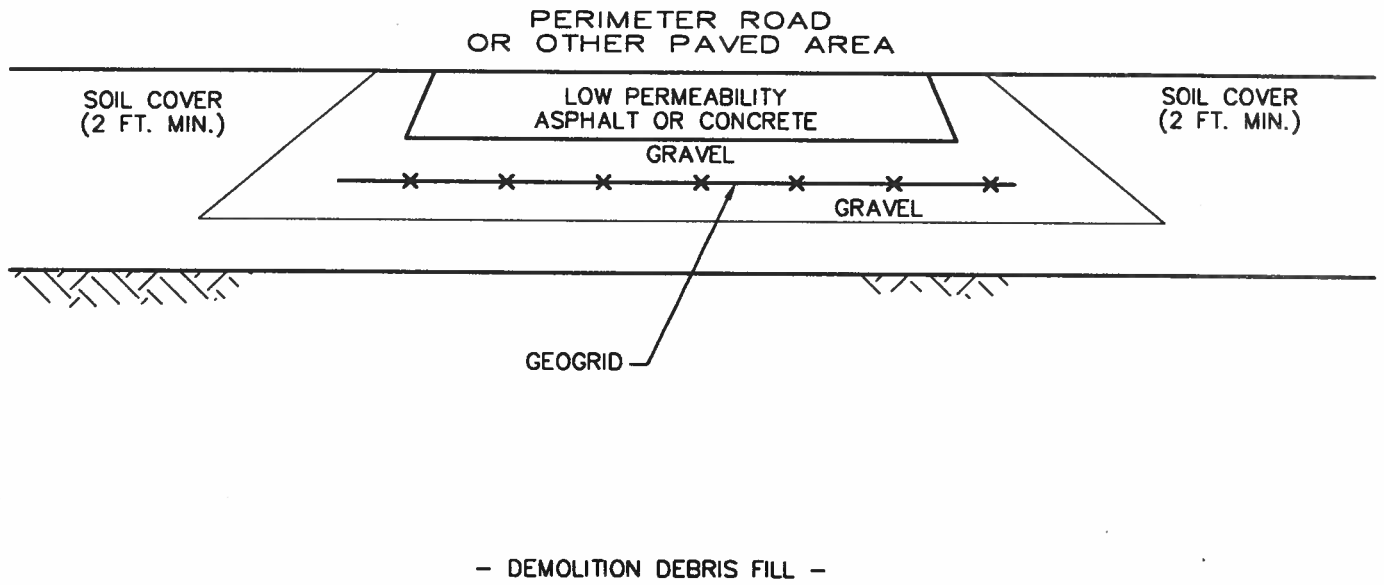 PERIMETER ROAD
OR OTHER PAVED AREA
SOIL COVER
(2 FT. MIN.)
LOW PERMEABILITY
ASPHALT OR CONCRETE
SOIL COVER
(2 FT. MIN.)
GRAVEL
GRAVEL
GEOGRID
- DEMOLITION DEBRIS FILL -